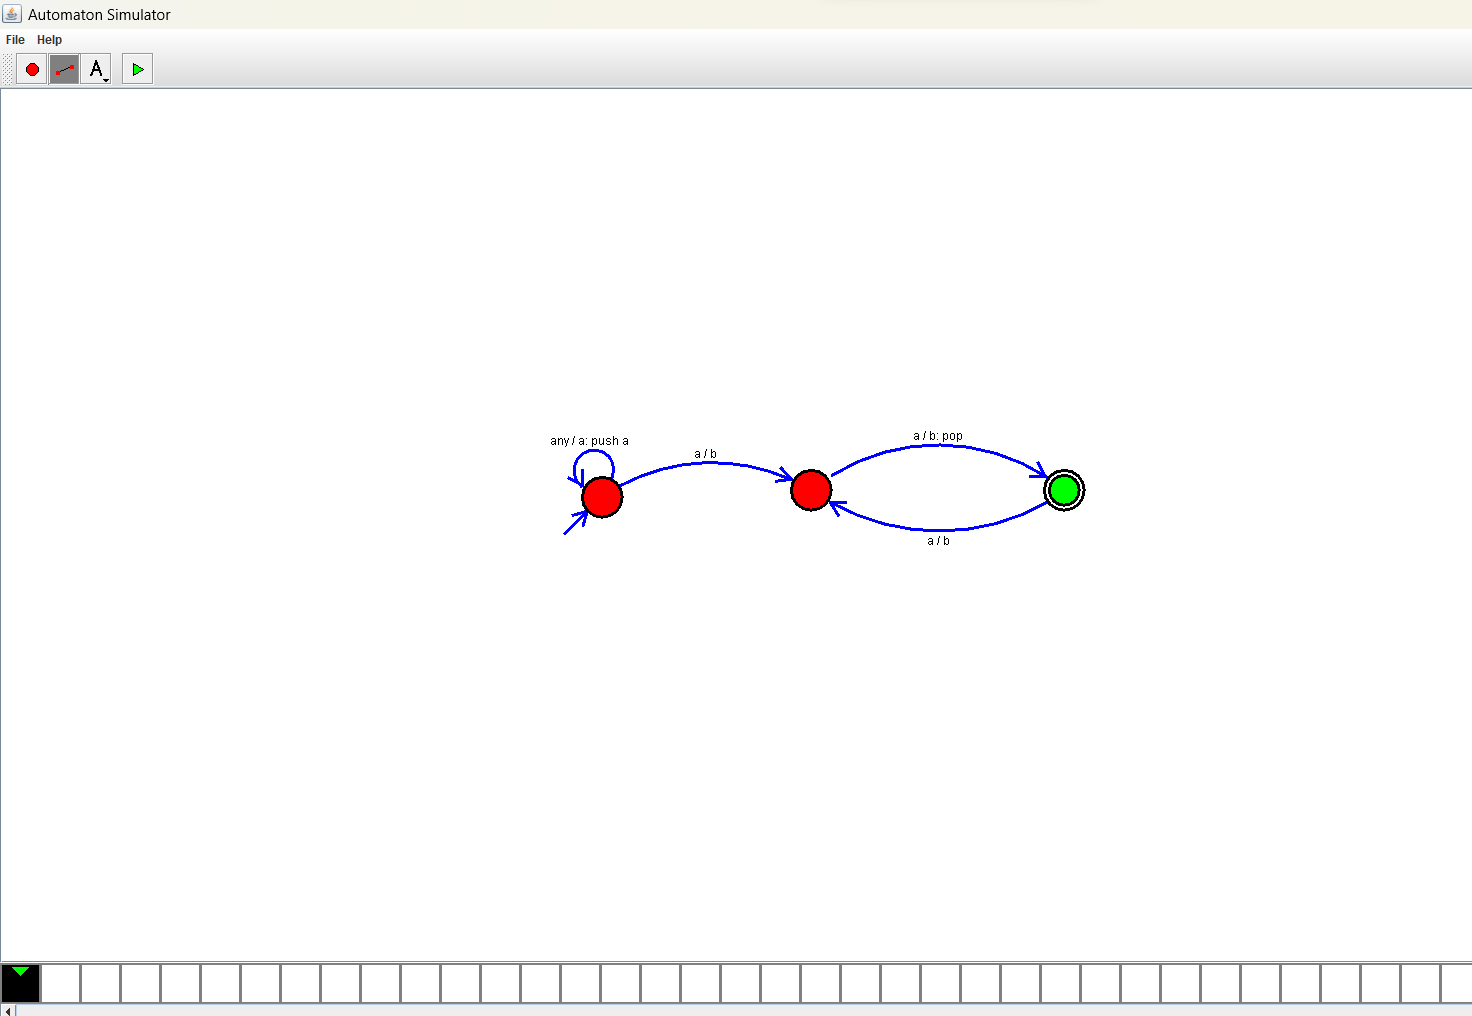 Automaton Simulator
File Help
A
any / a: push a
a / b
a / b: pop
a / b